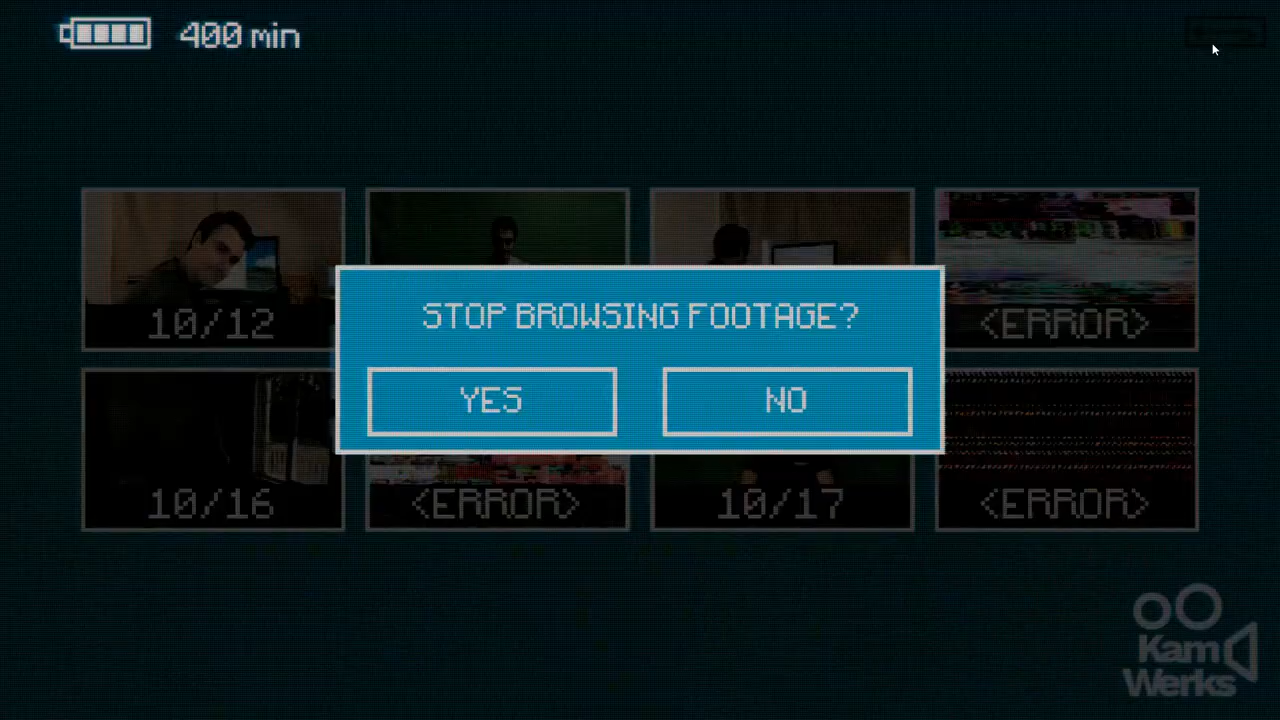 400 min
STOP BROWSING FOOTAGE?
YES NO
10/12
<ERROR>
10/16
<ERROR>
10/17
<ERROR>
Kam
Werks